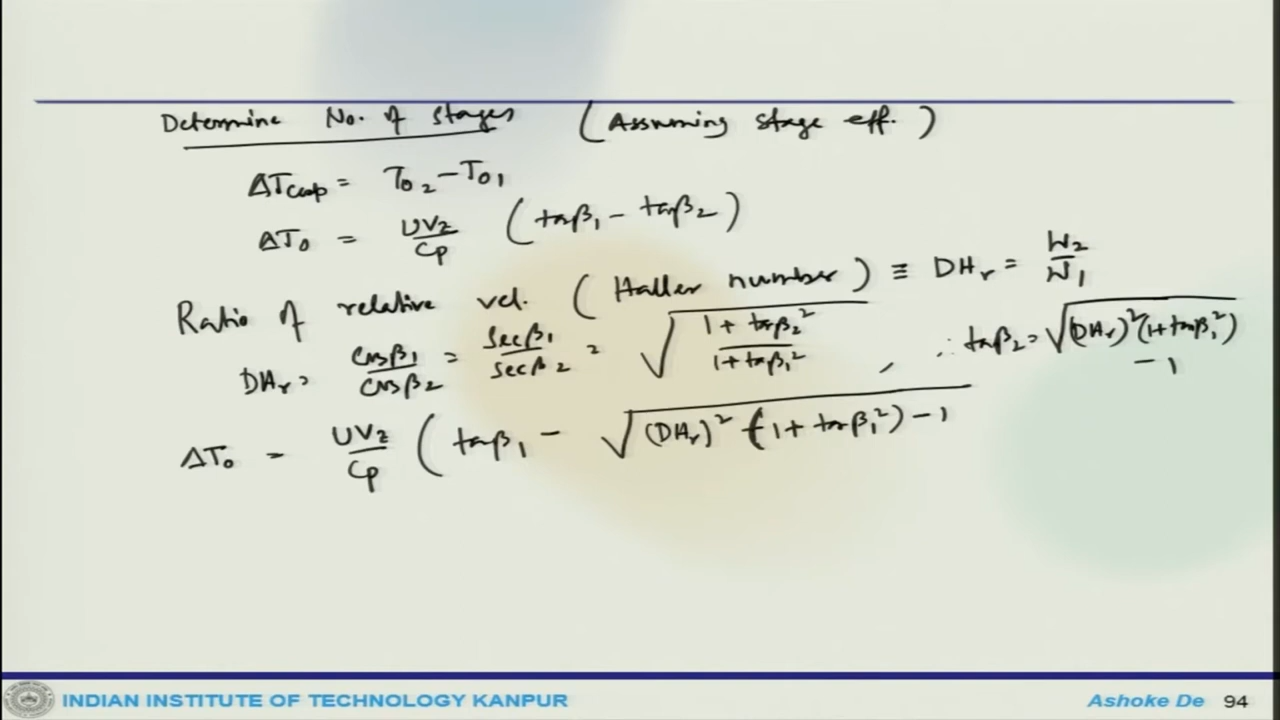 Determine No. of stages (Assuming stage eff.)
ΔTcomp = T02 - T01
ΔT0 = UVz/Cp (tanβ1 - tanβ2)
Ratio of relative vel. (Haller number) ≡ DHr = W2/W1
DHr = cosβ1/cosβ2 = secβ1/secβ2 = √((1 + tanβ2²)/(1 + tanβ1²)) , ∴ tanβ2 = √((DHr)²(1 + tanβ1²) - 1
ΔT0 = UVz/Cp (tanβ1 - √((DHr)² (1 + tanβ1²) - 1
INDIAN INSTITUTE OF TECHNOLOGY KANPUR
Ashoke De 94